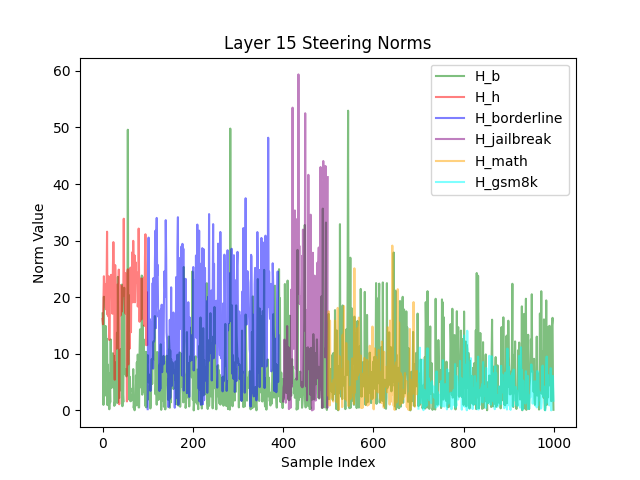 Layer 15 Steering Norms
Norm Value
60
50
40
30
20
10
0
0 200 400 600 800 1000
Sample Index
H_b
H_h
H_borderline
H_jailbreak
H_math
H_gsm8k